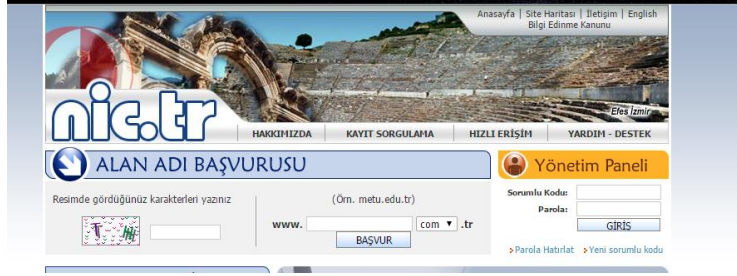 Anasayfa | Site Haritası | İletişim | English
Bilgi Edinme Kanunu
nic.tr
Efes İzmir
HAKKIMIZDA KAYIT SORGULAMA HIZLI ERİŞİM YARDIM - DESTEK
ALAN ADI BAŞVURUSU
Resimde gördüğünüz karakterleri yazınız
(Örn. metu.edu.tr)
www. com .tr
BAŞVUR
Yönetim Paneli
Sorumlu Kodu:
Parola:
GİRİŞ
Parola Hatırlat Yeni sorumlu kodu